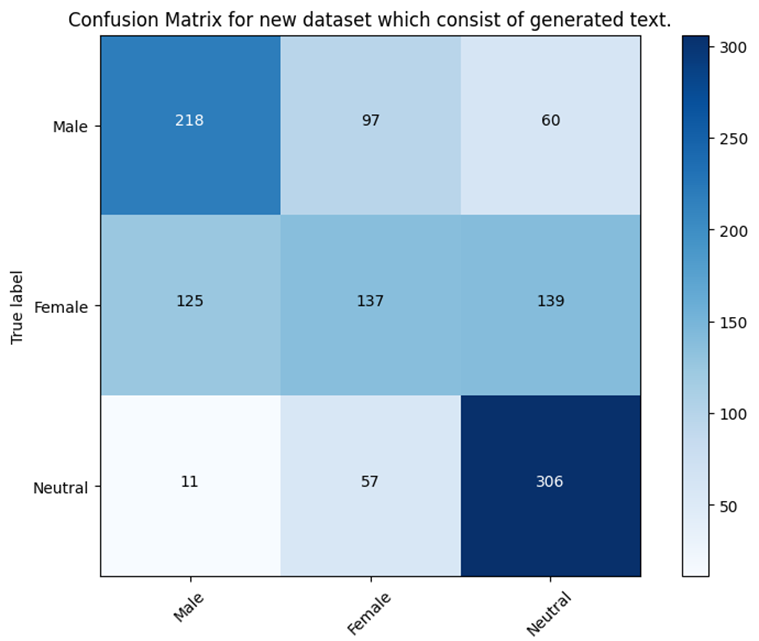 Confusion Matrix for new dataset which consist of generated text.
Male 218 97 60
Female 125 137 139
Neutral 11 57 306
Male Female Neutral
True label
300
250
200
150
100
50